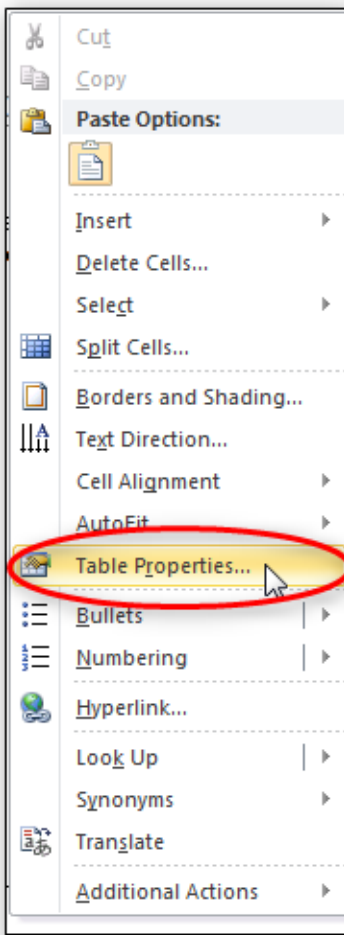 Cut
Copy
Paste Options:
Insert
Delete Cells...
Select
Split Cells...
Borders and Shading...
Text Direction...
Cell Alignment
AutoFit
Table Properties...
Bullets
Numbering
Hyperlink...
Look Up
Synonyms
Translate
Additional Actions